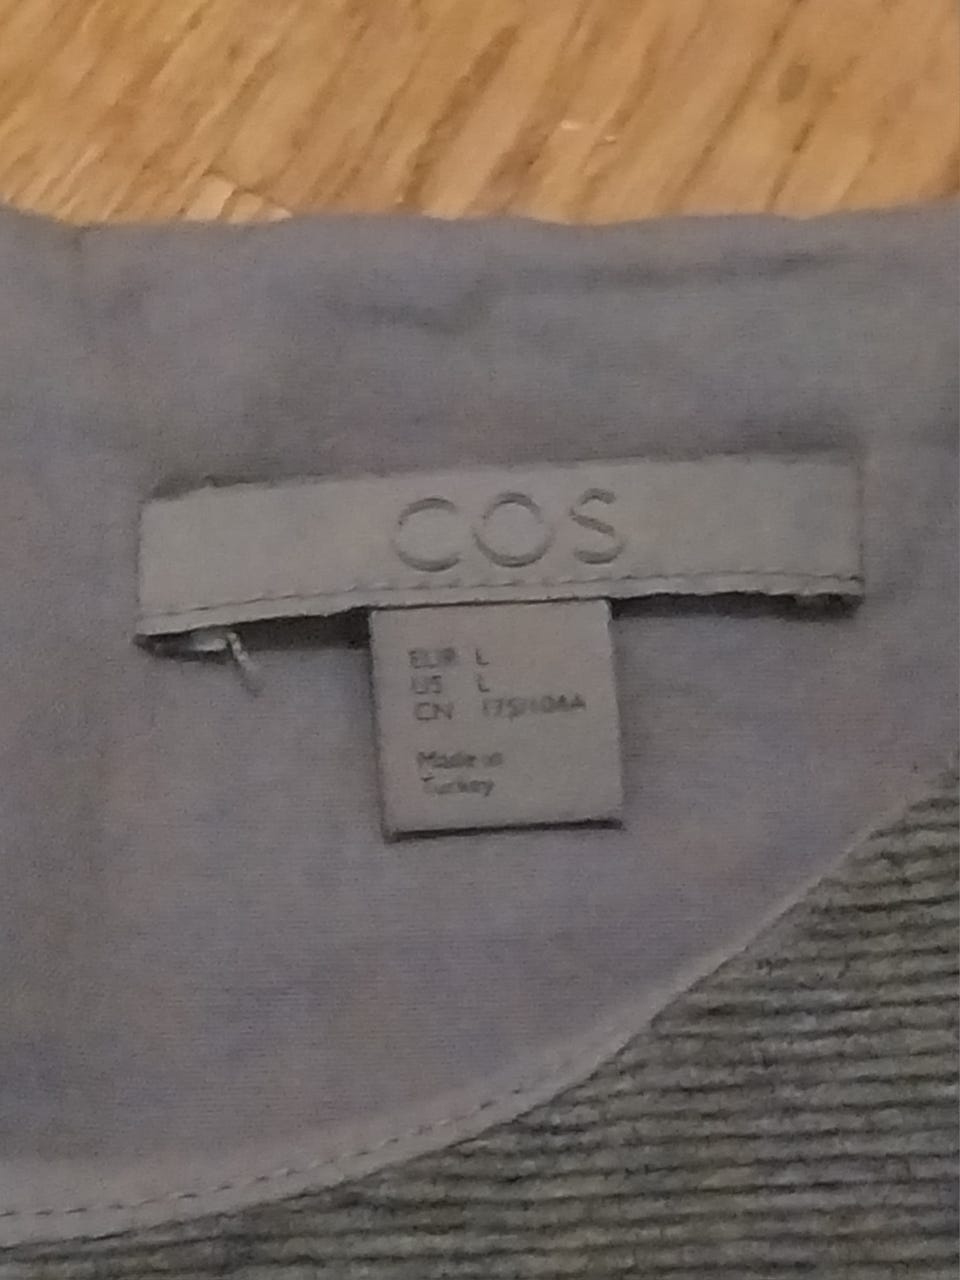 COS
EUR L
US L
CN 175/104A
Made in
Turkey